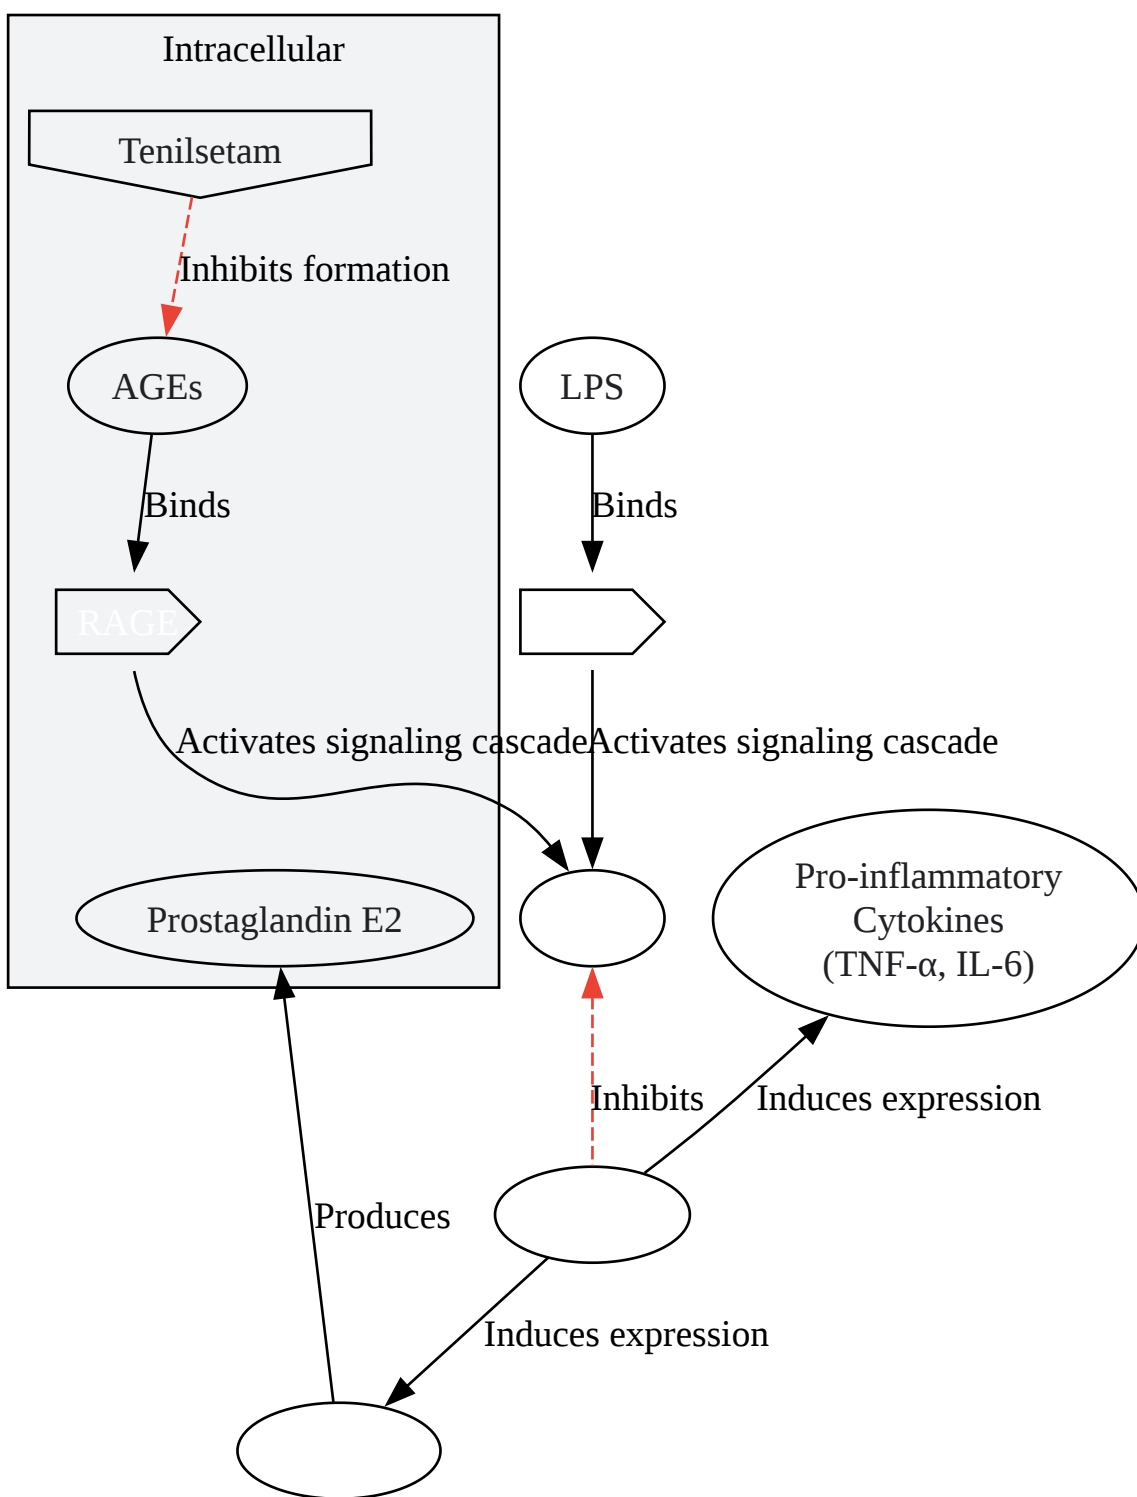 Intracellular
Tenilsetam
Inhibits formation
AGEs
LPS
Binds
Binds
RAGE
Activates signaling cascade
Activates signaling cascade
Prostaglandin E2
Pro-inflammatory
Cytokines
(TNF-α, IL-6)
Inhibits
Induces expression
Produces
Induces expression